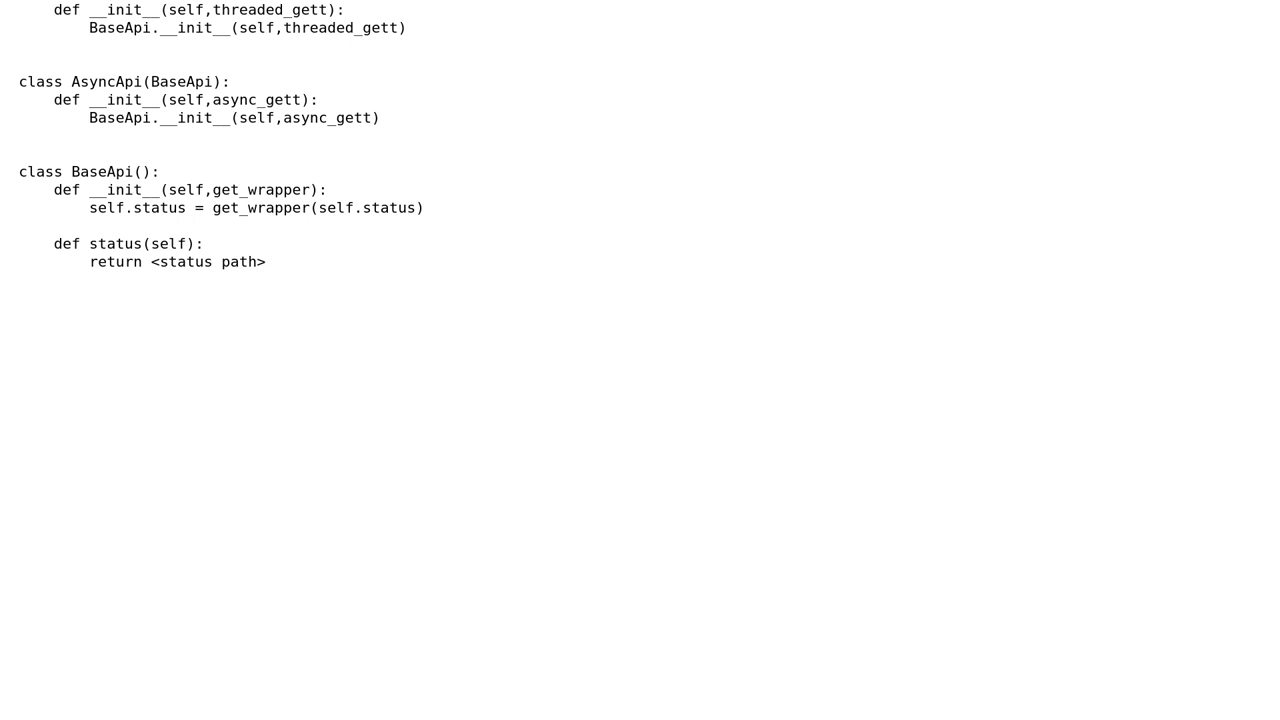 def __init__(self,threaded_gett):
        BaseApi.__init__(self,threaded_gett)


class AsyncApi(BaseApi):
    def __init__(self,async_gett):
        BaseApi.__init__(self,async_gett)


class BaseApi():
    def __init__(self,get_wrapper):
        self.status = get_wrapper(self.status)

    def status(self):
        return <status path>